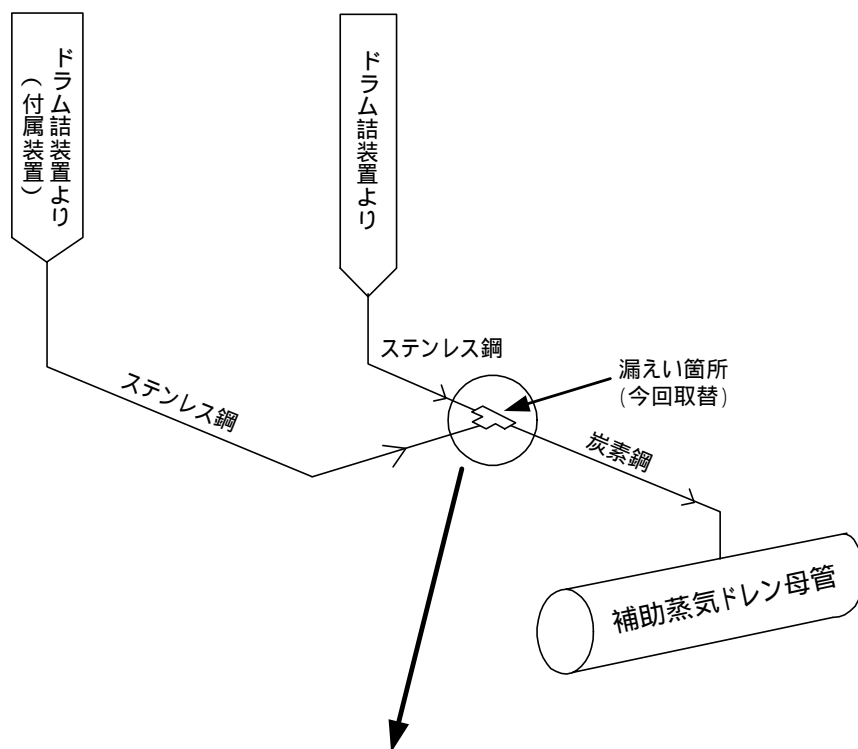 ドラム詰装置より
(付属装置)
ドラム詰装置より
ステンレス鋼
ステンレス鋼
漏えい箇所
(今回取替)
炭素鋼
補助蒸気ドレン母管